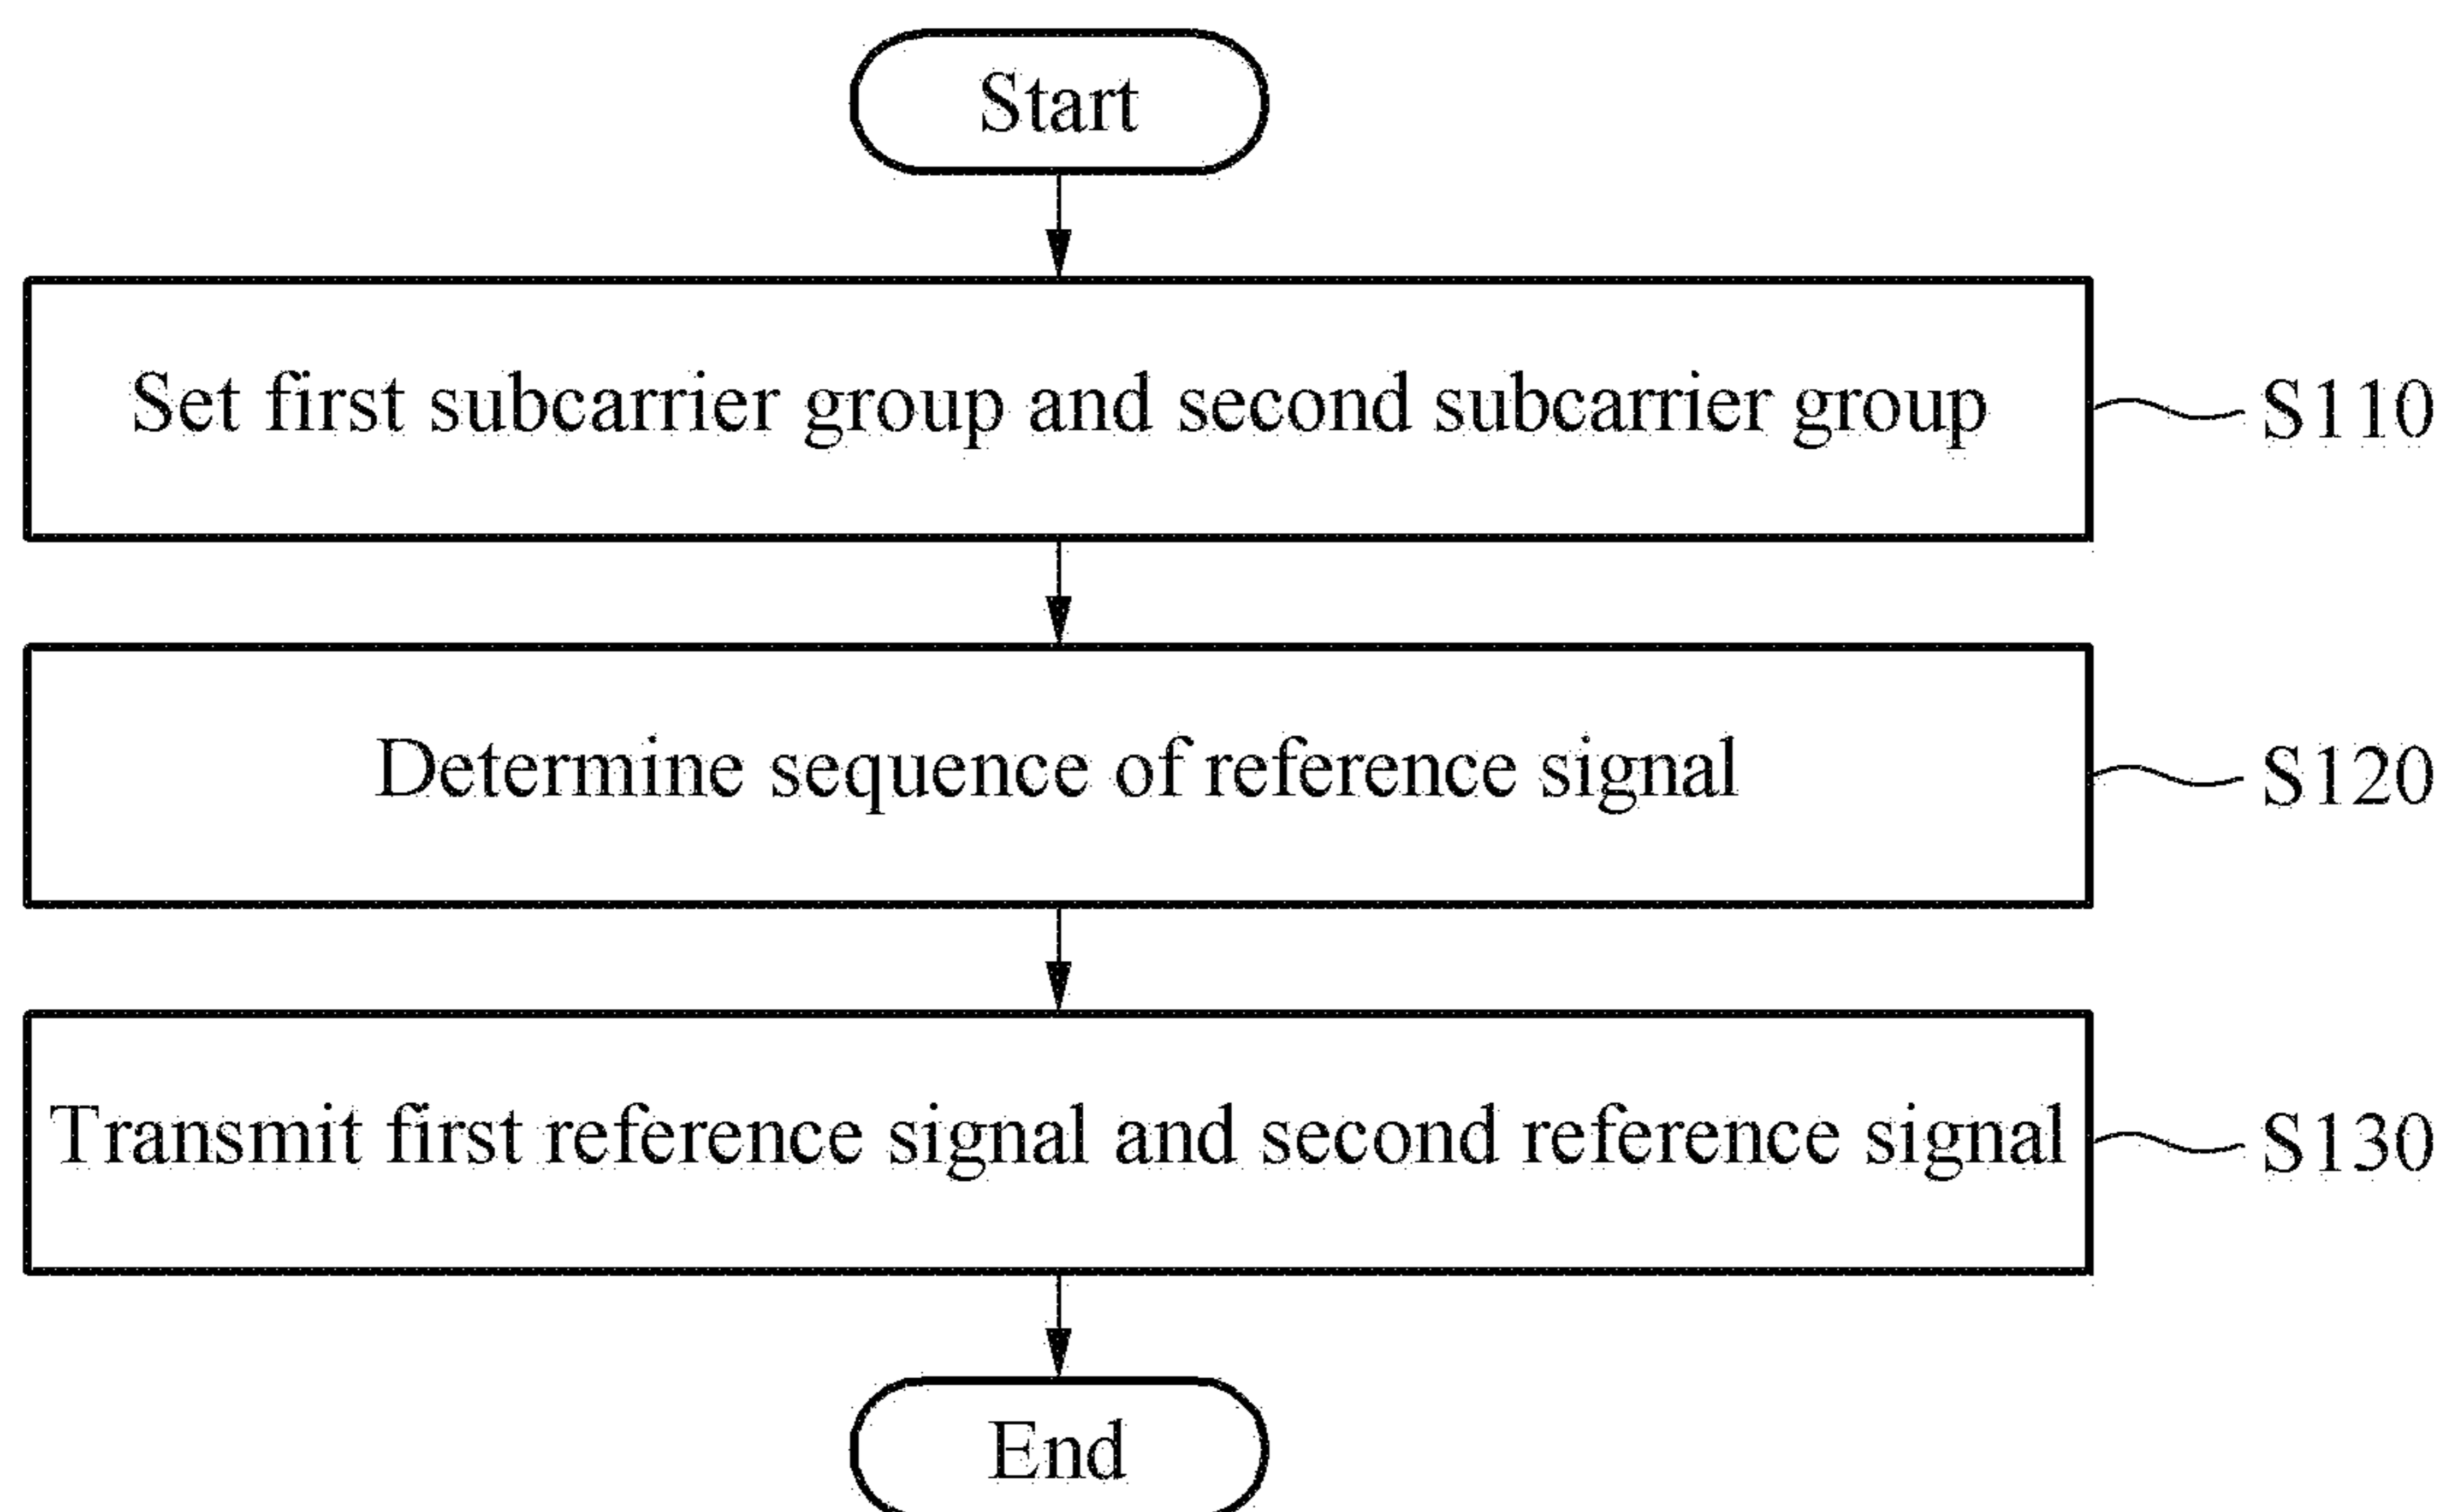 Start
Set first subcarrier group and second subcarrier group
S110
Determine sequence of reference signal
S120
Transmit first reference signal and second reference signal
S130
End